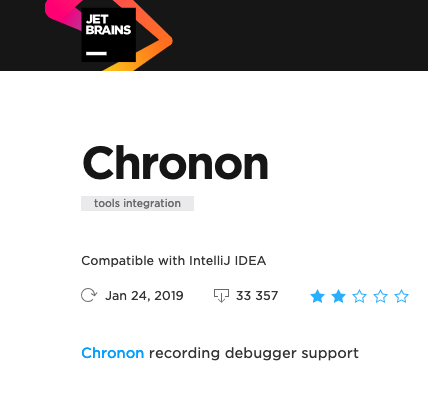 JET
BRAINS
Chronon
tools integration
Compatible with IntelliJ IDEA
Jan 24, 2019 33 357
Chronon recording debugger support